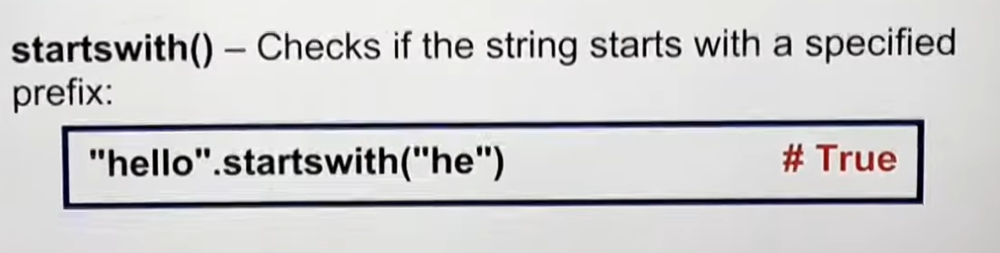 startswith() – Checks if the string starts with a specified
prefix:
"hello".startswith("he") # True